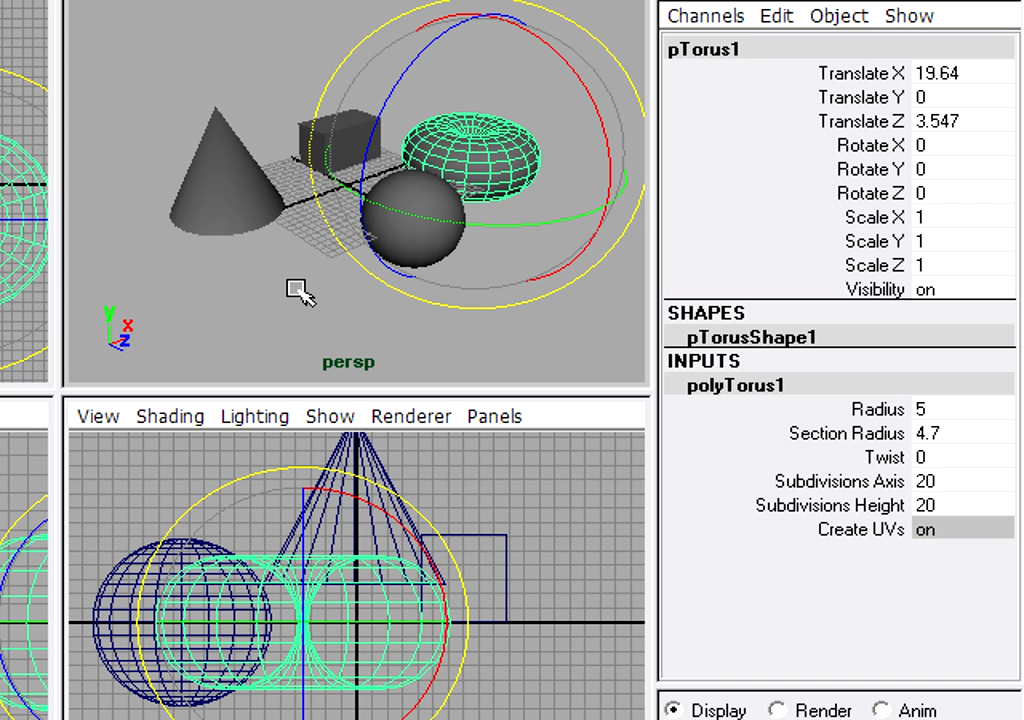 Channels Edit Object Show
pTorus1
Translate X 19.64
Translate Y 0
Translate Z 3.547
Rotate X 0
Rotate Y 0
Rotate Z 0
Scale X 1
Scale Y 1
Scale Z 1
Visibility on
SHAPES
pTorusShape1
INPUTS
polyTorus1
Radius 5
Section Radius 4.7
Twist 0
Subdivisions Axis 20
Subdivisions Height 20
Create UVs on
Display Render Anim
y
x
z
persp
View Shading Lighting Show Renderer Panels